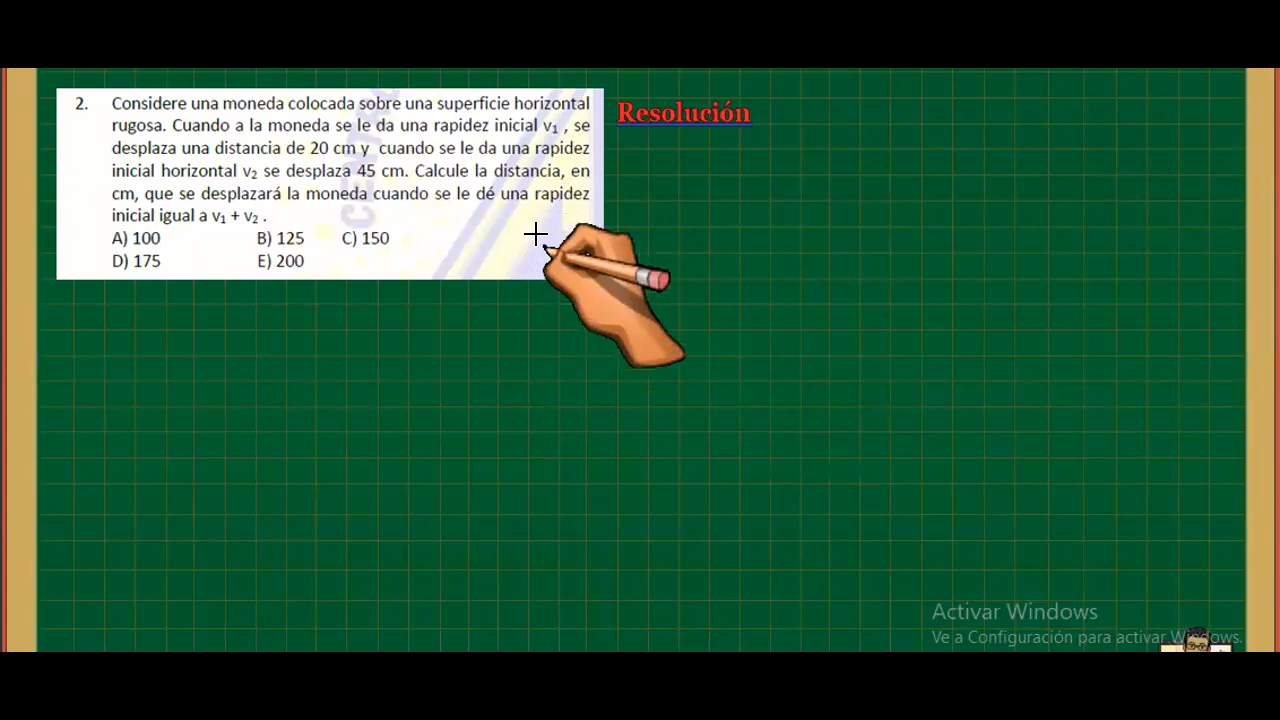 2. Considere una moneda colocada sobre una superficie horizontal
rugosa. Cuando a la moneda se le da una rapidez inicial v₁ , se
desplaza una distancia de 20 cm y cuando se le da una rapidez
inicial horizontal v₂ se desplaza 45 cm. Calcule la distancia, en
cm, que se desplazará la moneda cuando se le dé una rapidez
inicial igual a v₁ + v₂ .
A) 100 B) 125 C) 150
D) 175 E) 200
Resolución
CENTR
Activar Windows
Ve a Configuración para activar Windows.